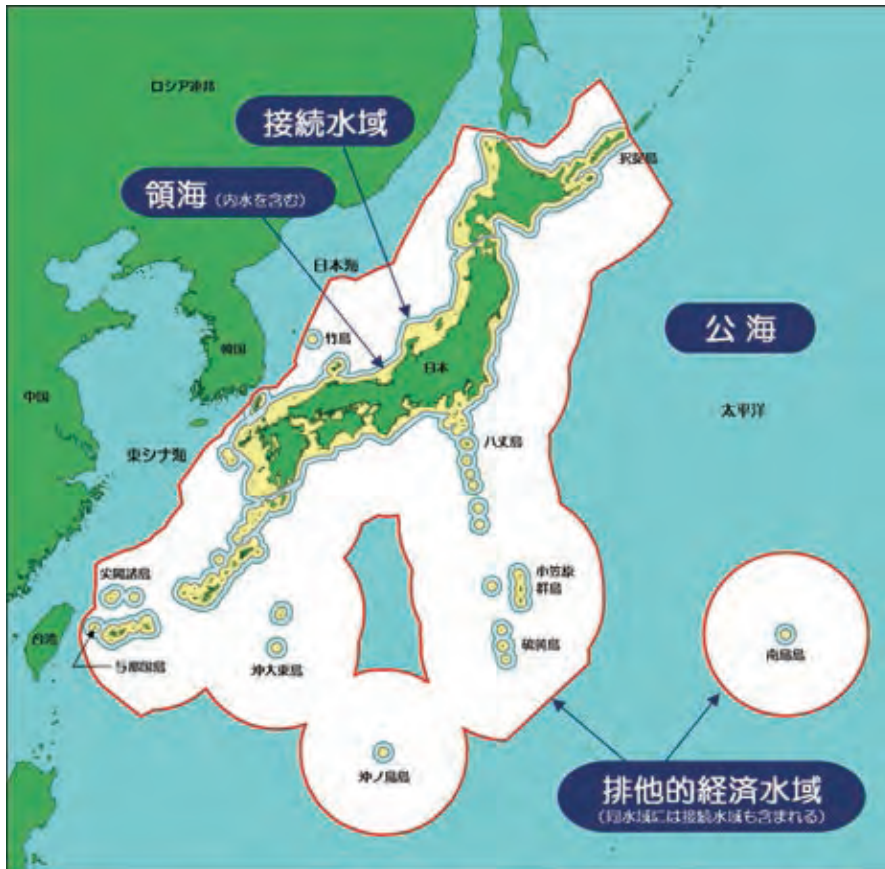 ロシア連邦
接続水域
択捉島
領海 (内水を含む)
日本海
公海
竹島
韓国
日本
中国
太平洋
八丈島
東シナ海
尖閣諸島
小笠原
群島
台湾
硫黄島
与那国島
沖大東島
南鳥島
沖ノ鳥島
排他的経済水域
(同水域には接続水域も含まれる)